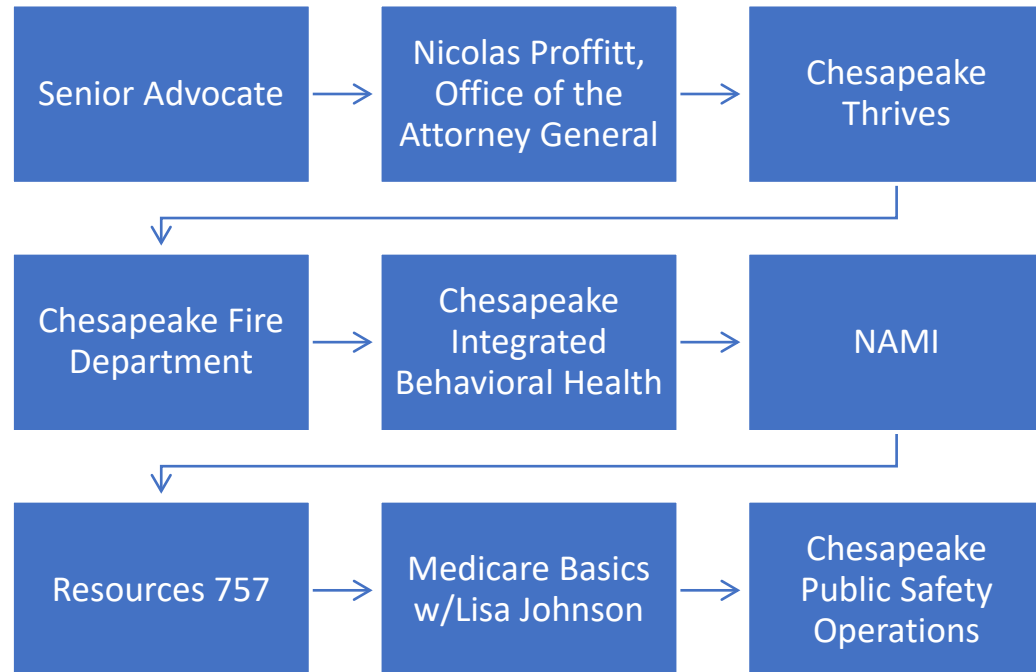 Senior Advocate
Nicolas Proffitt,
Office of the
Attorney General
Chesapeake
Thrives
Chesapeake Fire
Department
Chesapeake
Integrated
Behavioral Health
NAMI
Resources 757
Medicare Basics
w/Lisa Johnson
Chesapeake
Public Safety
Operations